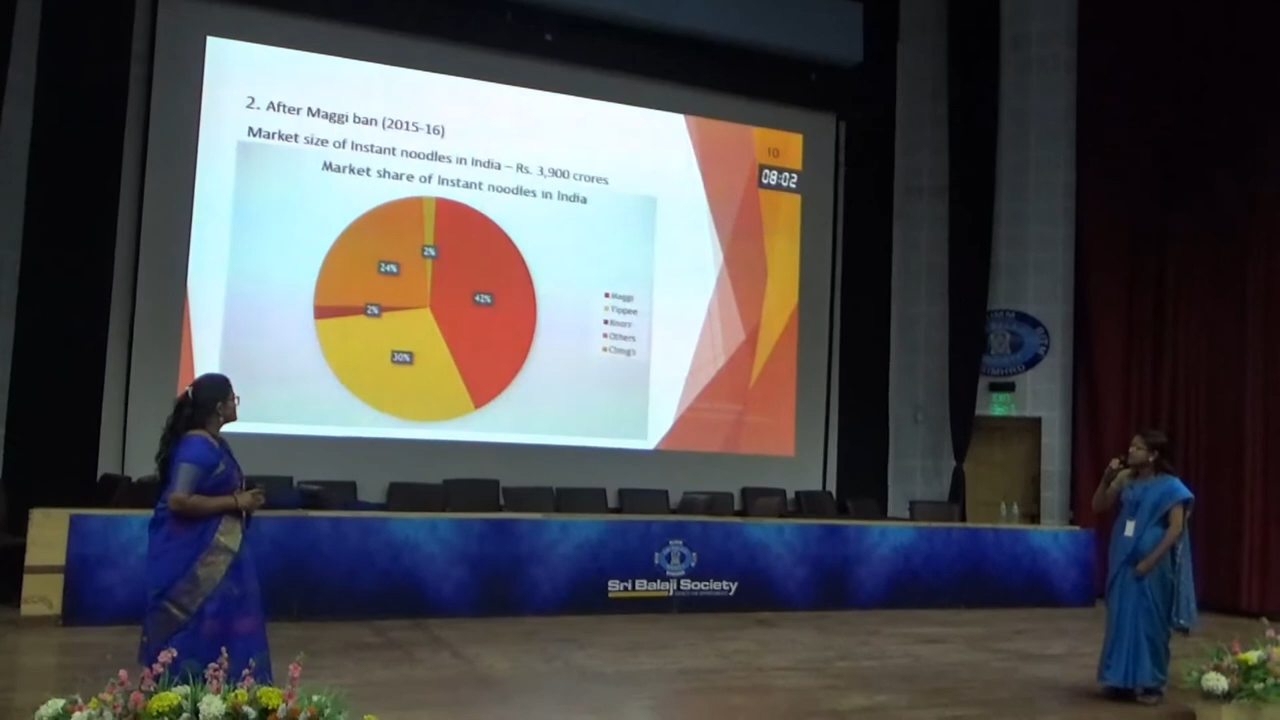 2. After Maggi ban (2015-16)
Market size of Instant noodles in India – Rs. 3,900 crores
Market share of Instant noodles in India
10
08:02
2%
24%
42%
2%
30%
Maggi
Yippee
Knorr
Others
Ching's
EXIT
Sri Balaji Society